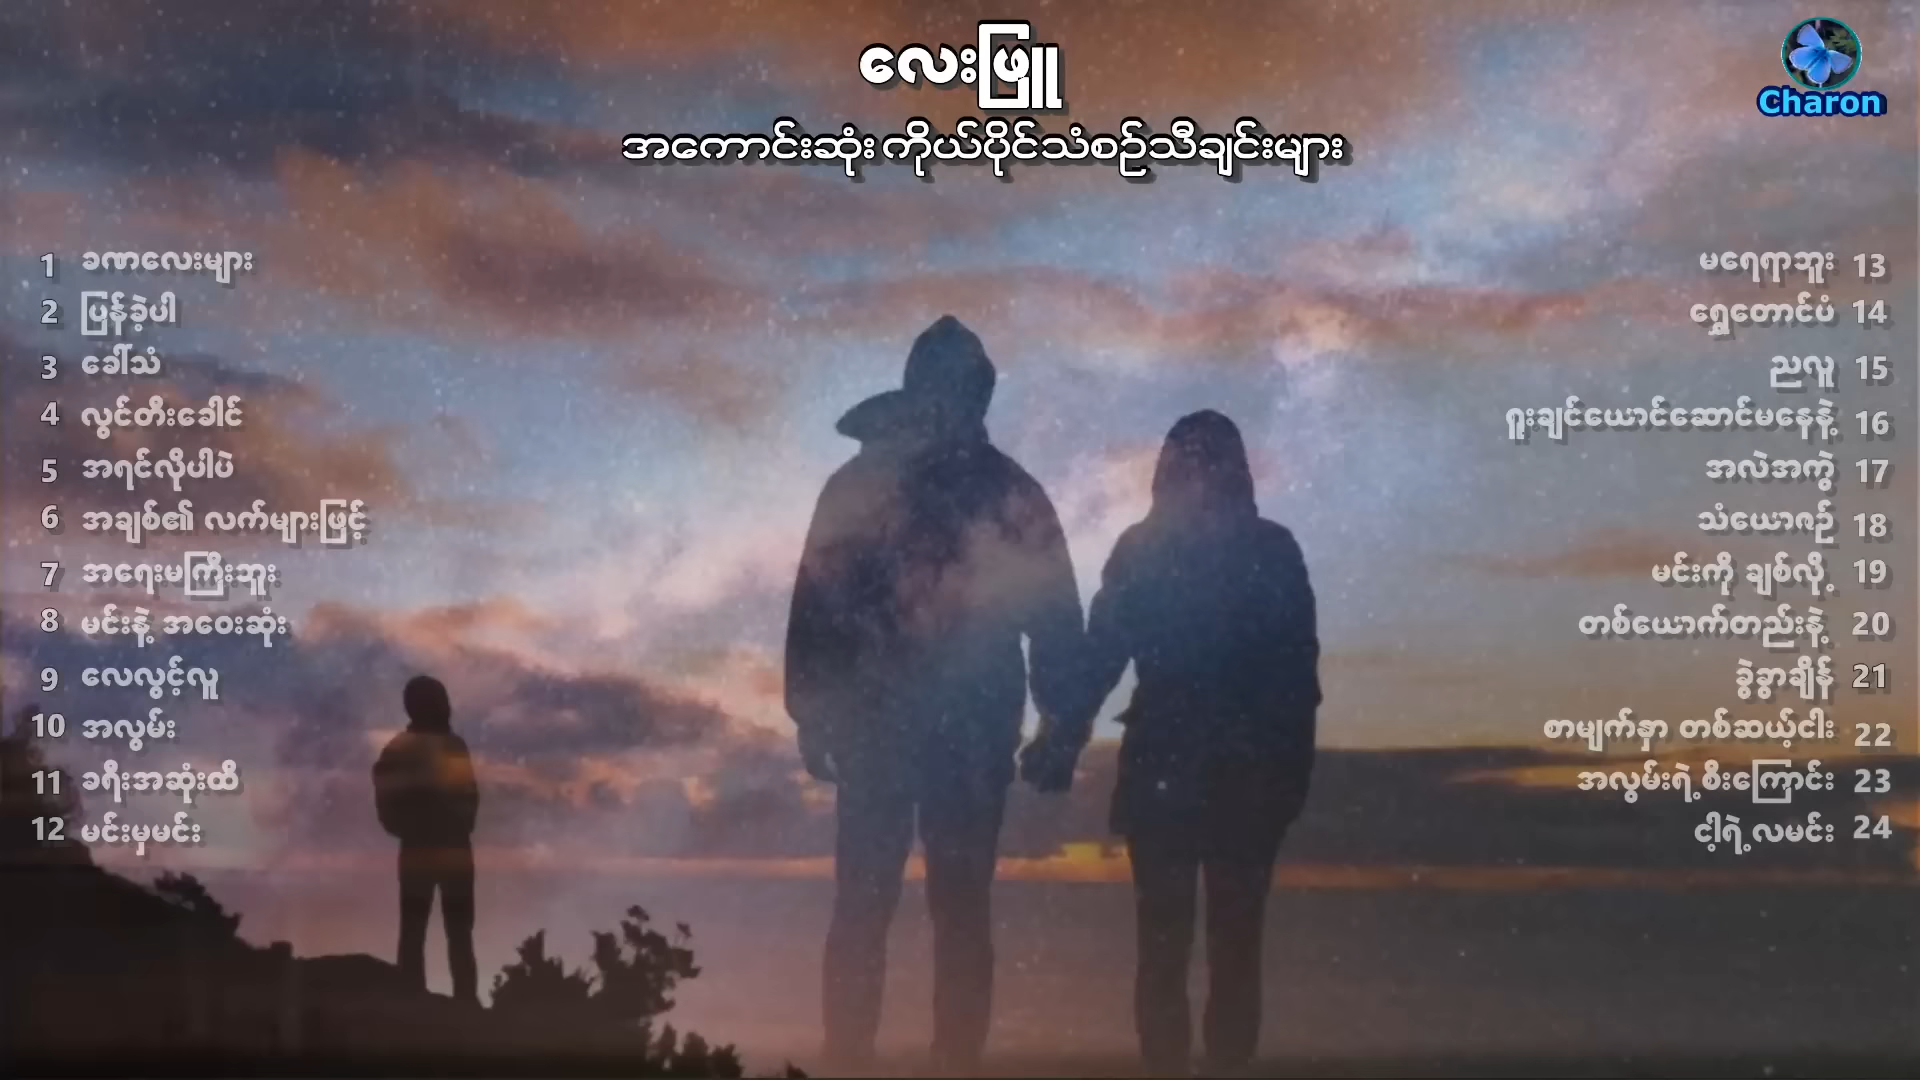 လေးဖြူ
အကောင်းဆုံး ကိုယ်ပိုင်သံစဉ်သီချင်းများ
Charon
1 ခဏလေးများ
2 ပြန်ခဲ့ပါ
3 ခေါ်သံ
4 လွင်တီးခေါင်
5 အရင်လိုပါပဲ
6 အချစ်၏ လက်များဖြင့်
7 အရေးမကြီးဘူး
8 မင်းနဲ့ အဝေးဆုံး
9 လေလွင့်လူ
10 အလွမ်း
11 ခရီးအဆုံးထိ
12 မင်းမှမင်း
မရေရာဘူး 13
ရွှေတောင်ပံ 14
ညလူ 15
ရူးချင်ယောင်ဆောင်မနေနဲ့ 16
အလဲအကွဲ 17
သံယောဇဉ် 18
မင်းကို ချစ်လို့ 19
တစ်ယောက်တည်းနဲ့ 20
ခွဲခွာချိန် 21
စာမျက်နှာ တစ်ဆယ့်ငါး 22
အလွမ်းရဲ့စီးကြောင်း 23
ငါ့ရဲ့လမင်း 24